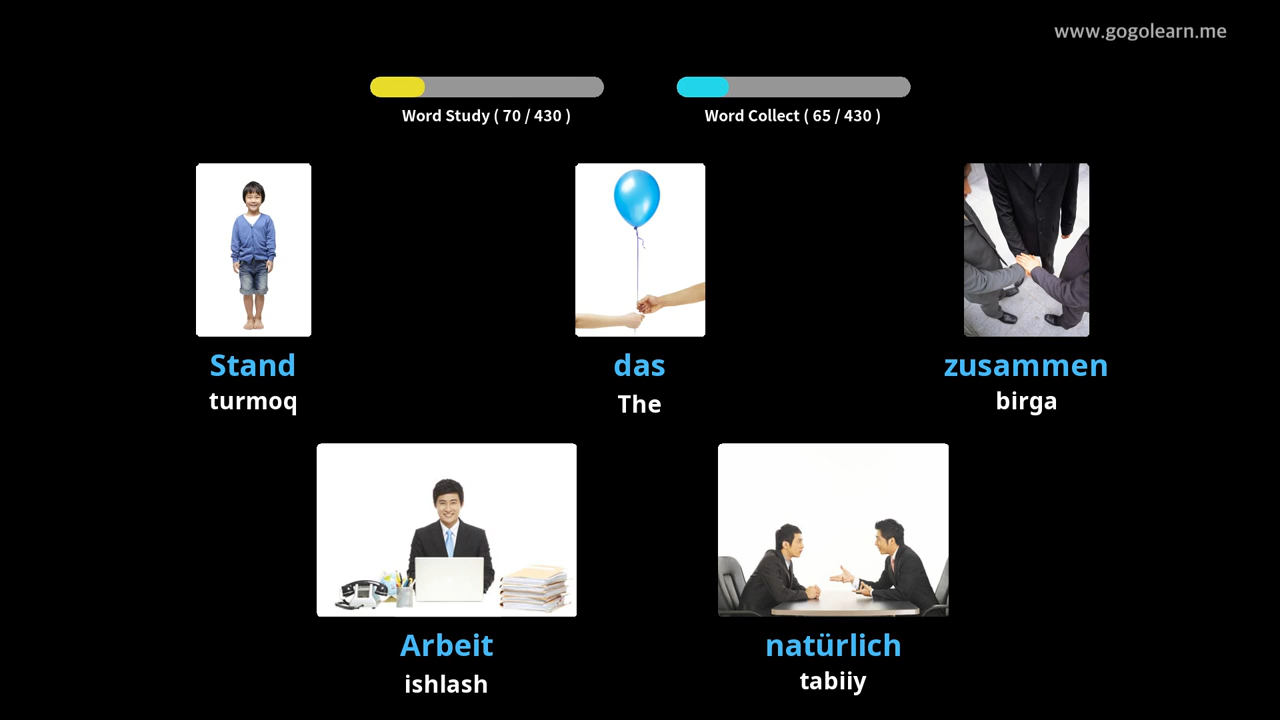 www.gogolearn.me
Word Study ( 70 / 430 )
Word Collect ( 65 / 430 )
Stand
turmoq
das
The
zusammen
birga
Arbeit
ishlash
natürlich
tabiiy